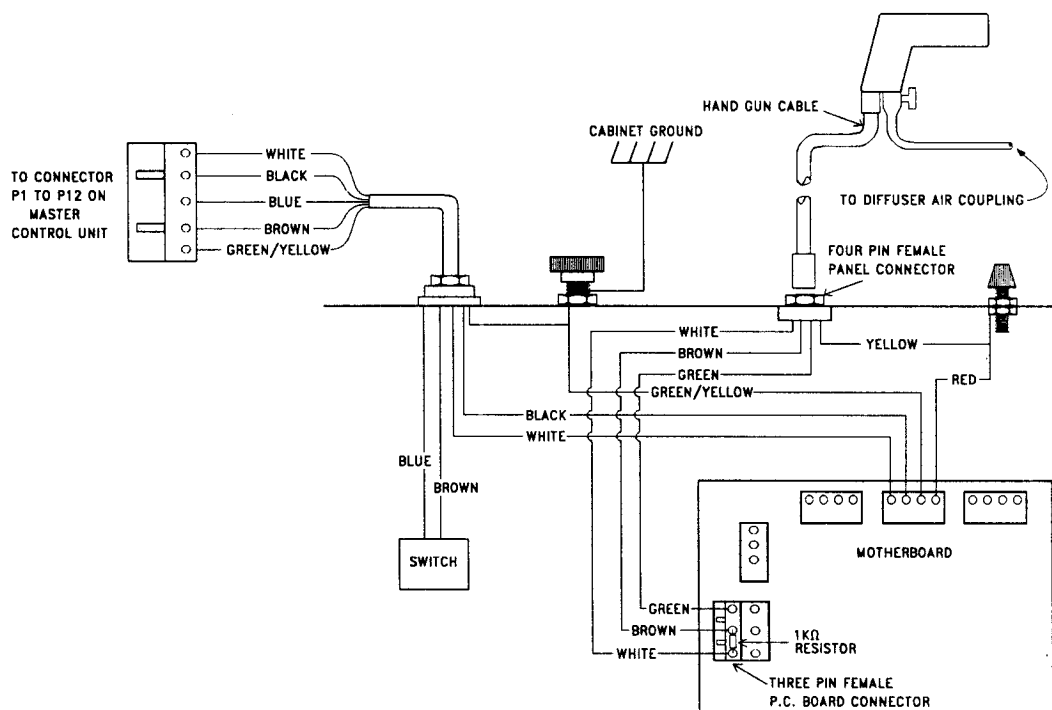 HAND GUN CABLE
CABINET GROUND
WHITE
BLACK
BLUE
BROWN
GREEN/YELLOW
TO CONNECTOR
P1 TO P12 ON
MASTER
CONTROL UNIT
TO DIFFUSER AIR COUPLING
FOUR PIN FEMALE
PANEL CONNECTOR
WHITE
BROWN
GREEN
GREEN/YELLOW
YELLOW
RED
BLACK
WHITE
BLUE
BROWN
SWITCH
MOTHERBOARD
GREEN
BROWN
WHITE
1KΩ
RESISTOR
THREE PIN FEMALE
P.C. BOARD CONNECTOR